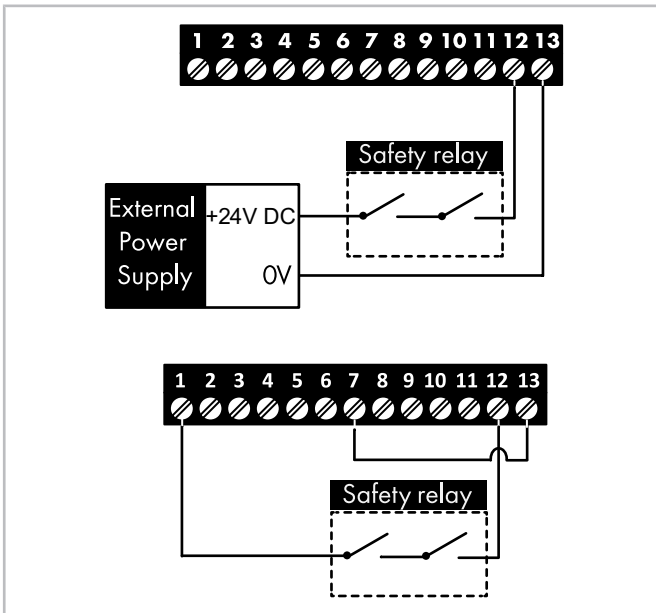 1 2 3 4 5 6 7 8 9 10 11 12 13
Safety relay
External
Power
Supply
+24V DC
0V
1 2 3 4 5 6 7 8 9 10 11 12 13
Safety relay